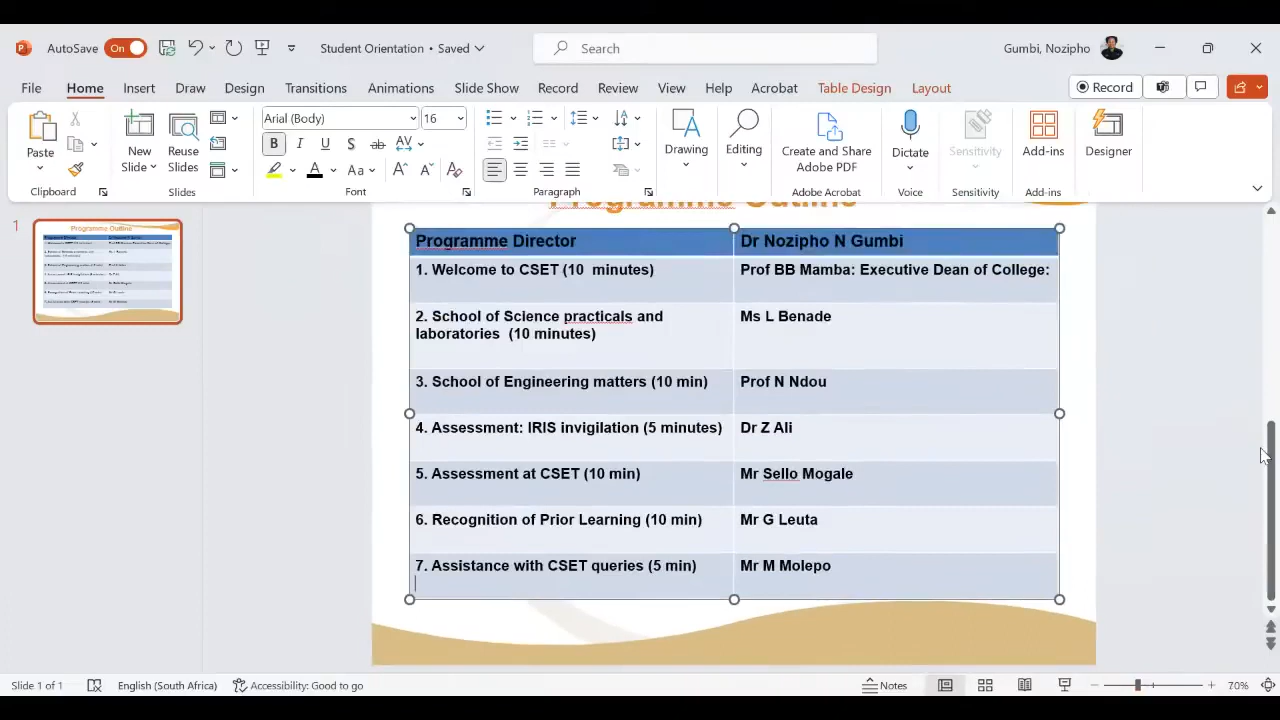 AutoSave On Student Orientation • Saved Search Gumbi, Nozipho
File Home Insert Draw Design Transitions Animations Slide Show Record Review View Help Acrobat Table Design Layout Record
Arial (Body) 16
Paste New Slide Reuse Slides Drawing Editing Create and Share Adobe PDF Dictate Sensitivity Add-ins Designer
Clipboard Slides Font Paragraph Adobe Acrobat Voice Sensitivity Add-ins
1
Programme Outline
Programme Director Dr Nozipho N Gumbi
1. Welcome to CSET (10 minutes) Prof BB Mamba: Executive Dean of College:
2. School of Science practicals and Ms L Benade
laboratories (10 minutes)
3. School of Engineering matters (10 min) Prof N Ndou
4. Assessment: IRIS invigilation (5 minutes) Dr Z Ali
5. Assessment at CSET (10 min) Mr Sello Mogale
6. Recognition of Prior Learning (10 min) Mr G Leuta
7. Assistance with CSET queries (5 min) Mr M Molepo
Slide 1 of 1 English (South Africa) Accessibility: Good to go Notes 70%